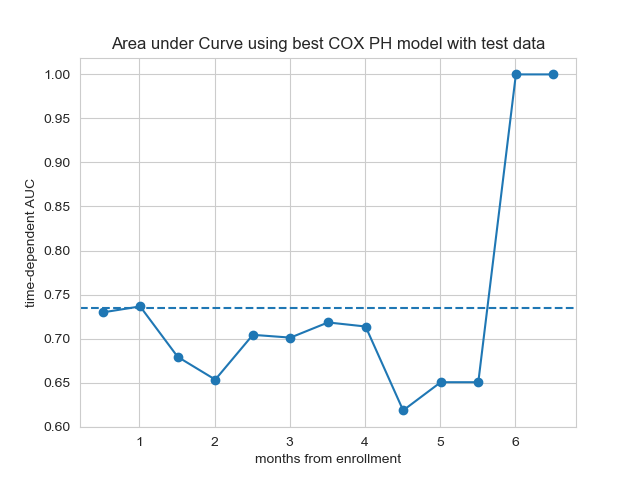 Area under Curve using best COX PH model with test data
time-dependent AUC
1.00
0.95
0.90
0.85
0.80
0.75
0.70
0.65
0.60
1 2 3 4 5 6
months from enrollment